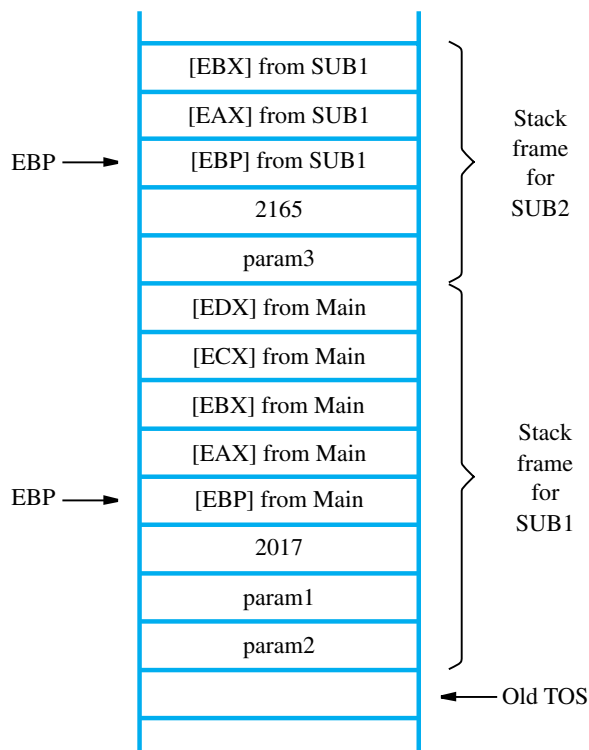 [EBX] from SUB1
[EAX] from SUB1
EBP
[EBP] from SUB1
2165
param3
Stack
frame
for
SUB2
[EDX] from Main
[ECX] from Main
[EBX] from Main
[EAX] from Main
EBP
[EBP] from Main
2017
param1
param2
Stack
frame
for
SUB1
Old TOS